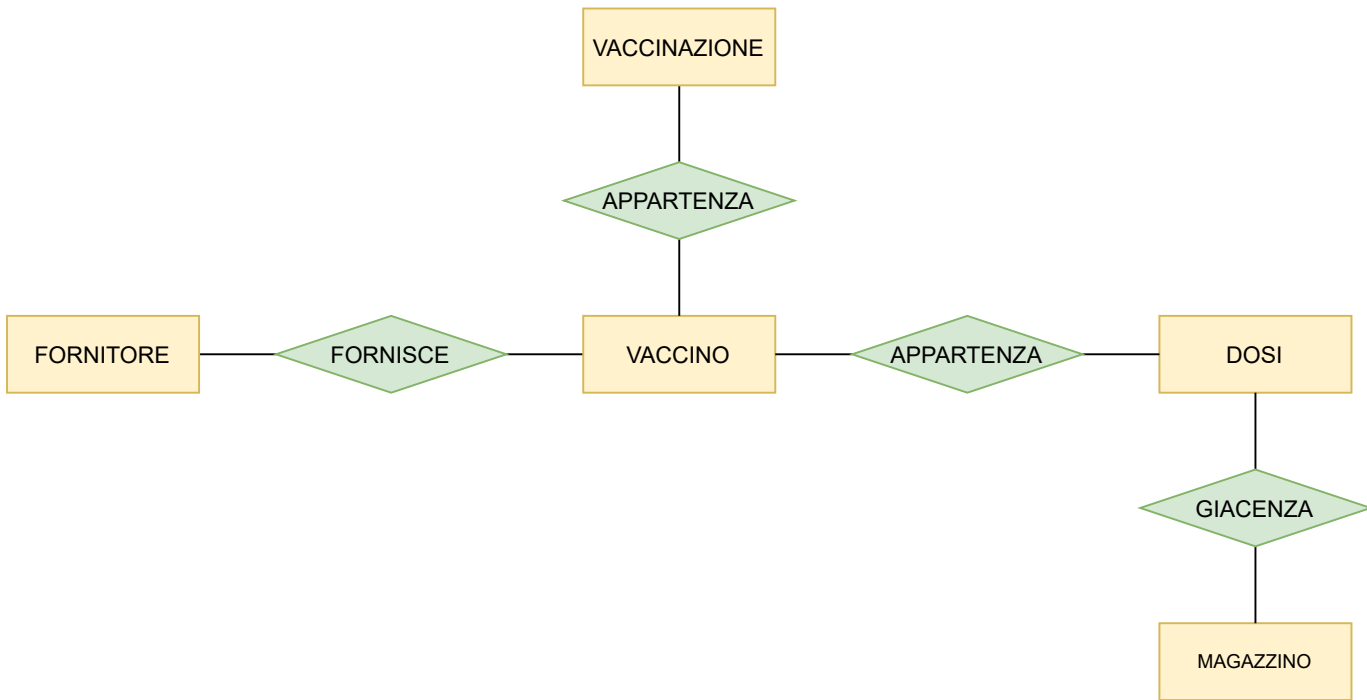 VACCINAZIONE
APPARTENZA
FORNITORE
FORNISCE
VACCINO
APPARTENZA
DOSI
GIACENZA
MAGAZZINO